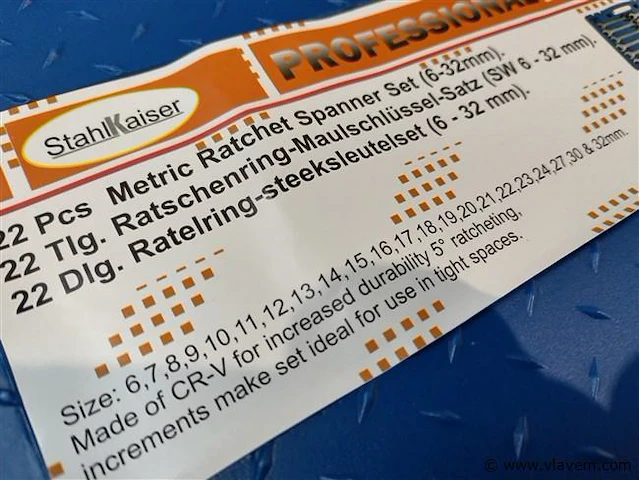 PROFESSIONAL
StahlKaiser
22 Pcs Metric Ratchet Spanner Set (6-32mm).
22 Tlg. Ratschenring-Maulschlüssel-Satz (SW 6 - 32 mm).
22 Dlg. Ratelring-steeksleutelset (6 - 32 mm).
Size: 6,7,8,9,10,11,12,13,14,15,16,17,18,19,20,21,22,23,24,27,30 & 32mm.
Made of CR-V for increased durability 5° ratcheting,
increments make set ideal for use in tight spaces.
© www.vlavem.com